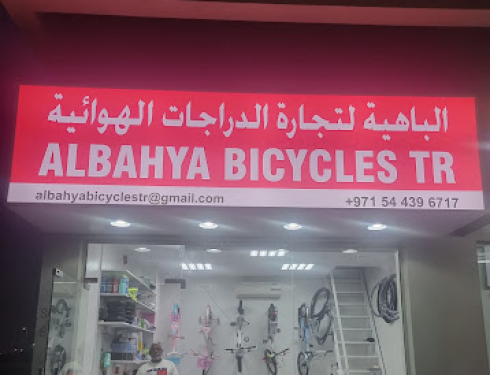 الباهية لتجارة الدراجات الهوائية
ALBAHYA BICYCLES TR
albahyabicyclestr@gmail.com
+971 54 439 6717